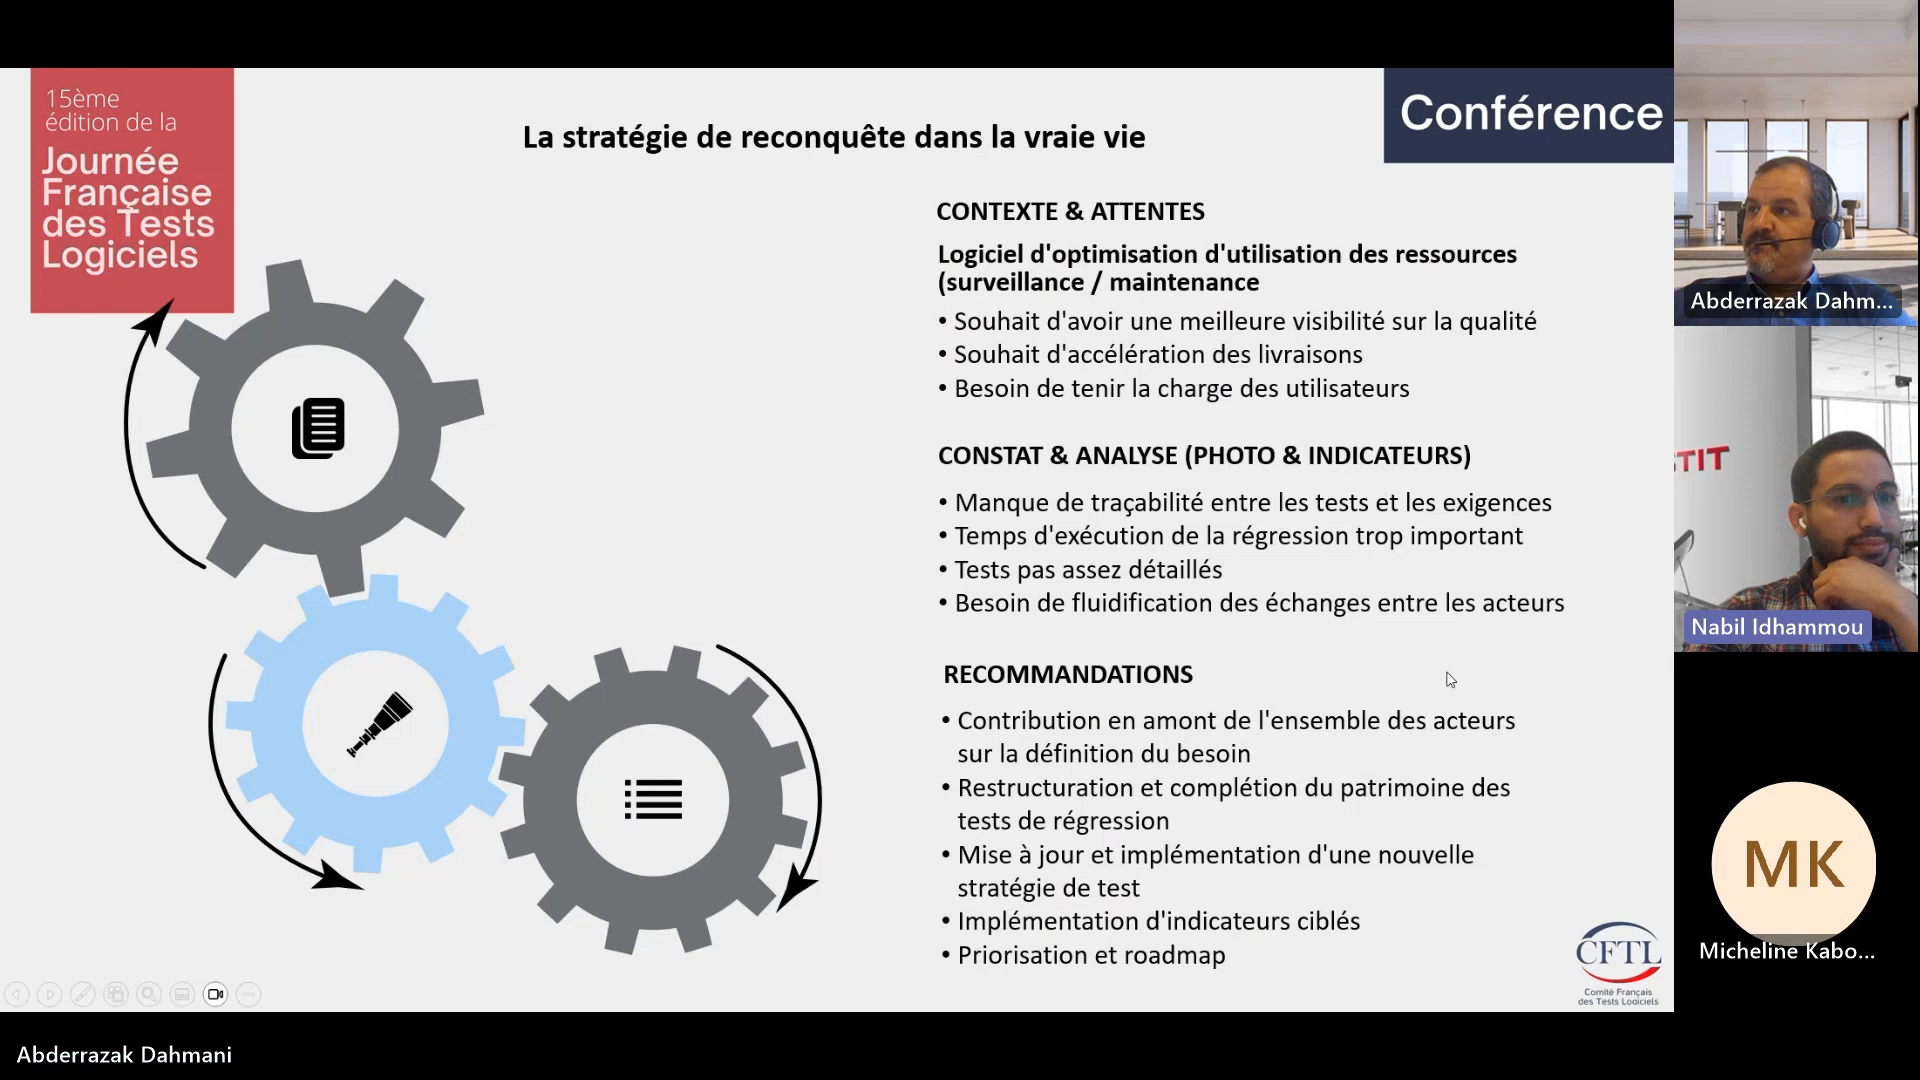 15ème
édition de la
Journée
Française
des Tests
Logiciels
La stratégie de reconquête dans la vraie vie
Conférence
CONTEXTE & ATTENTES
Logiciel d'optimisation d'utilisation des ressources
(surveillance / maintenance
• Souhait d'avoir une meilleure visibilité sur la qualité
• Souhait d'accélération des livraisons
• Besoin de tenir la charge des utilisateurs
CONSTAT & ANALYSE (PHOTO & INDICATEURS)
• Manque de traçabilité entre les tests et les exigences
• Temps d'exécution de la régression trop important
• Tests pas assez détaillés
• Besoin de fluidification des échanges entre les acteurs
RECOMMANDATIONS
• Contribution en amont de l'ensemble des acteurs
sur la définition du besoin
• Restructuration et complétion du patrimoine des
tests de régression
• Mise à jour et implémentation d'une nouvelle
stratégie de test
• Implémentation d'indicateurs ciblés
• Priorisation et roadmap
CFTL
Comité Français
des Tests Logiciels
Abderrazak Dahm...
TIT
Nabil Idhammou
MK
Micheline Kabo...
Abderrazak Dahmani